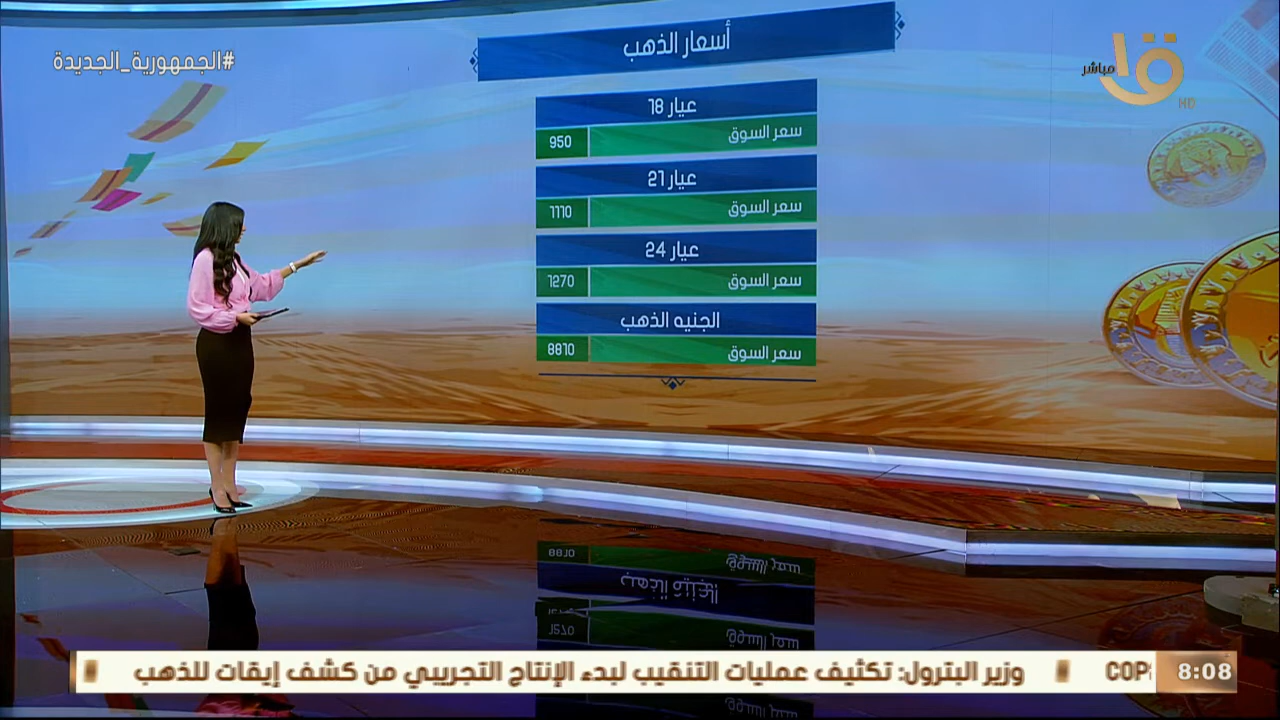 #الجمهورية_الجديدة
مباشر
HD
أسعار الذهب
عيار 18
سعر السوق 950
عيار 21
سعر السوق 1110
عيار 24
سعر السوق 1270
الجنيه الذهب
سعر السوق 8810
8:08 COP وزير البترول: تكثيف عمليات التنقيب لبدء الإنتاج التجريبي من كشف إيقات للذهب